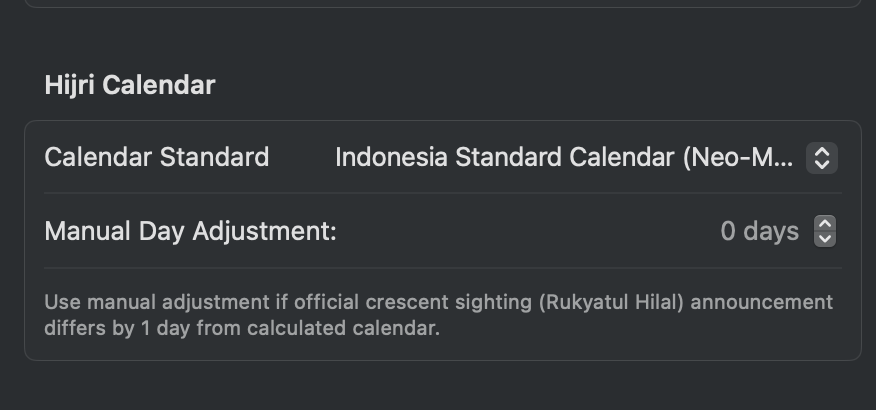 Hijri Calendar
Calendar Standard Indonesia Standard Calendar (Neo-M...
Manual Day Adjustment: 0 days
Use manual adjustment if official crescent sighting (Rukyatul Hilal) announcement
differs by 1 day from calculated calendar.